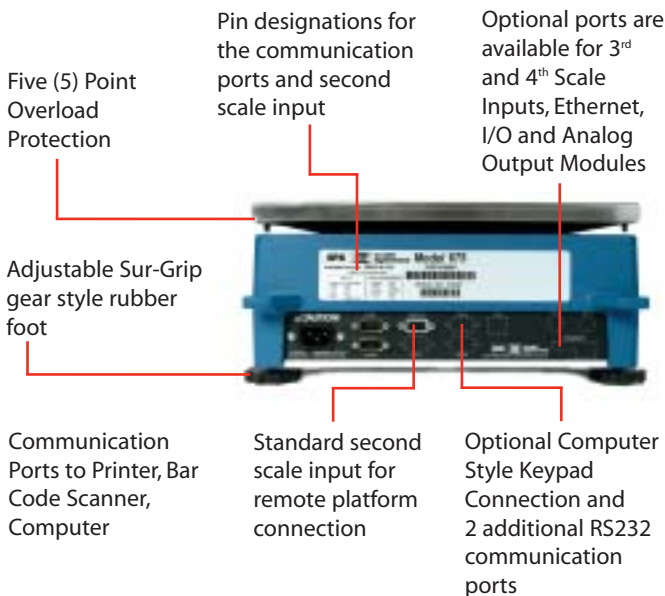 Pin designations for
the communication
ports and second
scale input
Optional ports are
available for 3rd
and 4th Scale
Inputs, Ethernet,
I/O and Analog
Output Modules
Five (5) Point
Overload
Protection
Adjustable Sur-Grip
gear style rubber
foot
Model 675
CAUTION
Communication
Ports to Printer, Bar
Code Scanner,
Computer
Standard second
scale input for
remote platform
connection
Optional Computer
Style Keypad
Connection and
2 additional RS232
communication
ports